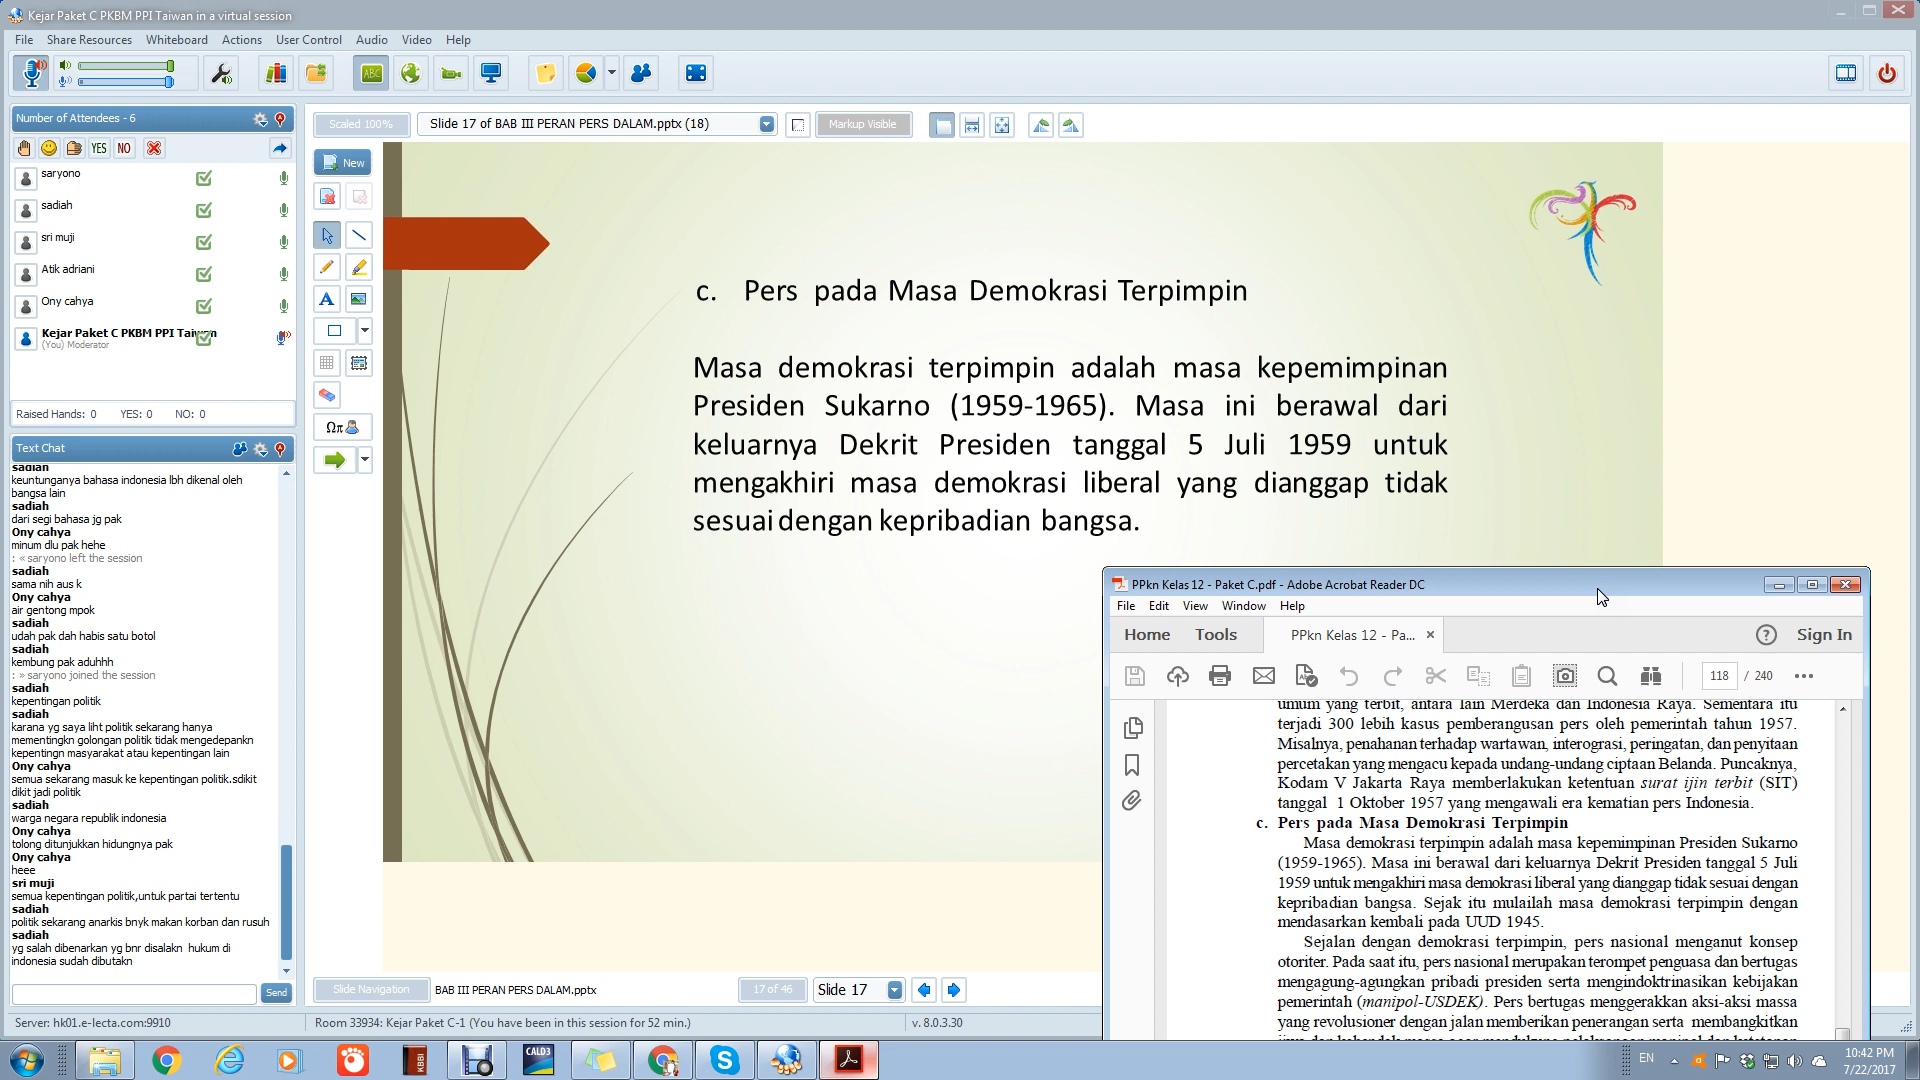 Kejar Paket C PKBM PPI Taiwan in a virtual session
File Share Resources Whiteboard Actions User Control Audio Video Help
ABC
Number of Attendees - 6
YES NO
saryono
sadiah
sri muji
Atik adriani
Ony cahya
Kejar Paket C PKBM PPI Taiwan
(You) Moderator
Raised Hands: 0 YES: 0 NO: 0
Text Chat
sadiah
keuntunganya bahasa indonesia lbh dikenal oleh
bangsa lain
sadiah
dari segi bahasa jg pak
Ony cahya
minum dlu pak hehe
: « saryono left the session
sadiah
sama nih aus k
Ony cahya
air gentong mpok
sadiah
udah pak dah habis satu botol
sadiah
kembung pak aduhhh
: » saryono joined the session
sadiah
kepentingan politik
sadiah
karana yg saya liht politik sekarang hanya
mementingkn golongan politik tidak mengedepankn
kepentingn masyarakat atau kepentingan lain
Ony cahya
semua sekarang masuk ke kepentingan politik.sdikit
dikit jadi politik
sadiah
warga negara republik indonesia
Ony cahya
tolong ditunjukkan hidungnya pak
Ony cahya
heee
sri muji
semua kepentingan politik,untuk partai tertentu
sadiah
politik sekarang anarkis bnyk makan korban dan rusuh
sadiah
yg salah dibenarkan yg bnr disalakn hukum di
indonesia sudah dibutakn
Send
Scaled 100%
Slide 17 of BAB III PERAN PERS DALAM.pptx (18)
Markup Visible
New
A
Ωπ
c. Pers pada Masa Demokrasi Terpimpin
Masa demokrasi terpimpin adalah masa kepemimpinan
Presiden Sukarno (1959-1965). Masa ini berawal dari
keluarnya Dekrit Presiden tanggal 5 Juli 1959 untuk
mengakhiri masa demokrasi liberal yang dianggap tidak
sesuai dengan kepribadian bangsa.
PPkn Kelas 12 - Paket C.pdf - Adobe Acrobat Reader DC
File Edit View Window Help
Home Tools PPkn Kelas 12 - Pa... × Sign In
118 / 240
umum yang terbit, antara lain Merdeka dan Indonesia Raya. Sementara itu
terjadi 300 lebih kasus pemberangusan pers oleh pemerintah tahun 1957.
Misalnya, penahanan terhadap wartawan, interograsi, peringatan, dan penyitaan
percetakan yang mengacu kepada undang-undang ciptaan Belanda. Puncaknya,
Kodam V Jakarta Raya memberlakukan ketentuan surat ijin terbit (SIT)
tanggal 1 Oktober 1957 yang mengawali era kematian pers Indonesia.
c. Pers pada Masa Demokrasi Terpimpin
Masa demokrasi terpimpin adalah masa kepemimpinan Presiden Sukarno
(1959-1965). Masa ini berawal dari keluarnya Dekrit Presiden tanggal 5 Juli
1959 untuk mengakhiri masa demokrasi liberal yang dianggap tidak sesuai dengan
kepribadian bangsa. Sejak itu mulailah masa demokrasi terpimpin dengan
mendasarkan kembali pada UUD 1945.
Sejalan dengan demokrasi terpimpin, pers nasional menganut konsep
otoriter. Pada saat itu, pers nasional merupakan terompet penguasa dan bertugas
mengagung-agungkan pribadi presiden serta mengindoktrinasikan kebijakan
pemerintah (manipol-USDEK). Pers bertugas menggerakkan aksi-aksi massa
yang revolusioner dengan jalan memberikan penerangan serta membangkitkan
Slide Navigation BAB III PERAN PERS DALAM.pptx 17 of 46 Slide 17
Server: hk01.e-lecta.com:9910 Room 33934: Kejar Paket C-1 (You have been in this session for 52 min.) v. 8.0.3.30
KBBI CALD3 EN 10:42 PM
7/22/2017